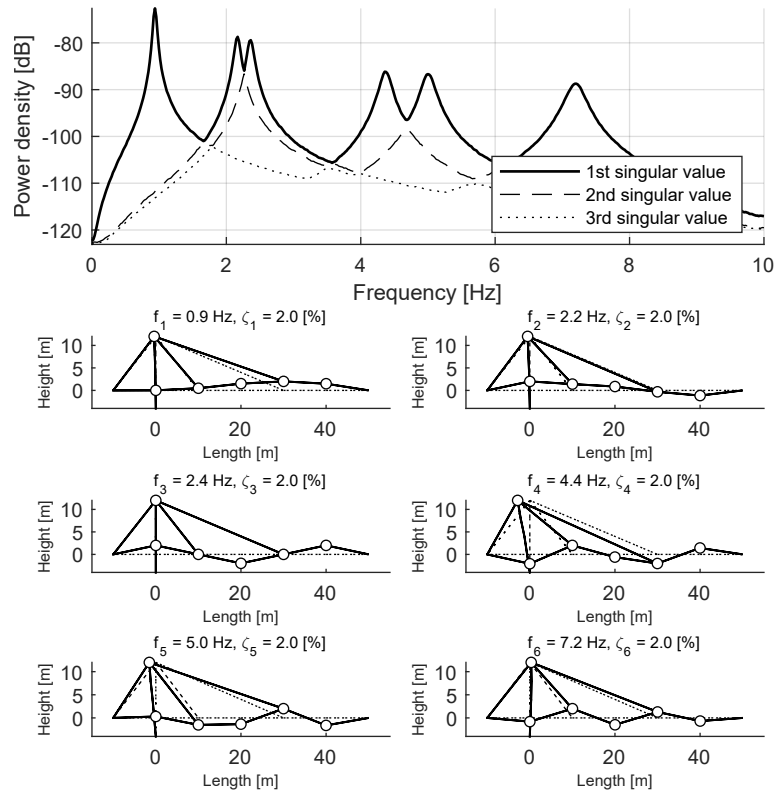 Power density [dB]
-80
-90
-100
-110
-120
1st singular value
2nd singular value
3rd singular value
0 2 4 6 8 10
Frequency [Hz]
f1 = 0.9 Hz, ζ1 = 2.0 [%]
Height [m]
10
5
0
0 20 40
Length [m]
f2 = 2.2 Hz, ζ2 = 2.0 [%]
Height [m]
10
5
0
0 20 40
Length [m]
f3 = 2.4 Hz, ζ3 = 2.0 [%]
Height [m]
10
5
0
0 20 40
Length [m]
f4 = 4.4 Hz, ζ4 = 2.0 [%]
Height [m]
10
5
0
0 20 40
Length [m]
f5 = 5.0 Hz, ζ5 = 2.0 [%]
Height [m]
10
5
0
0 20 40
Length [m]
f6 = 7.2 Hz, ζ6 = 2.0 [%]
Height [m]
10
5
0
0 20 40
Length [m]